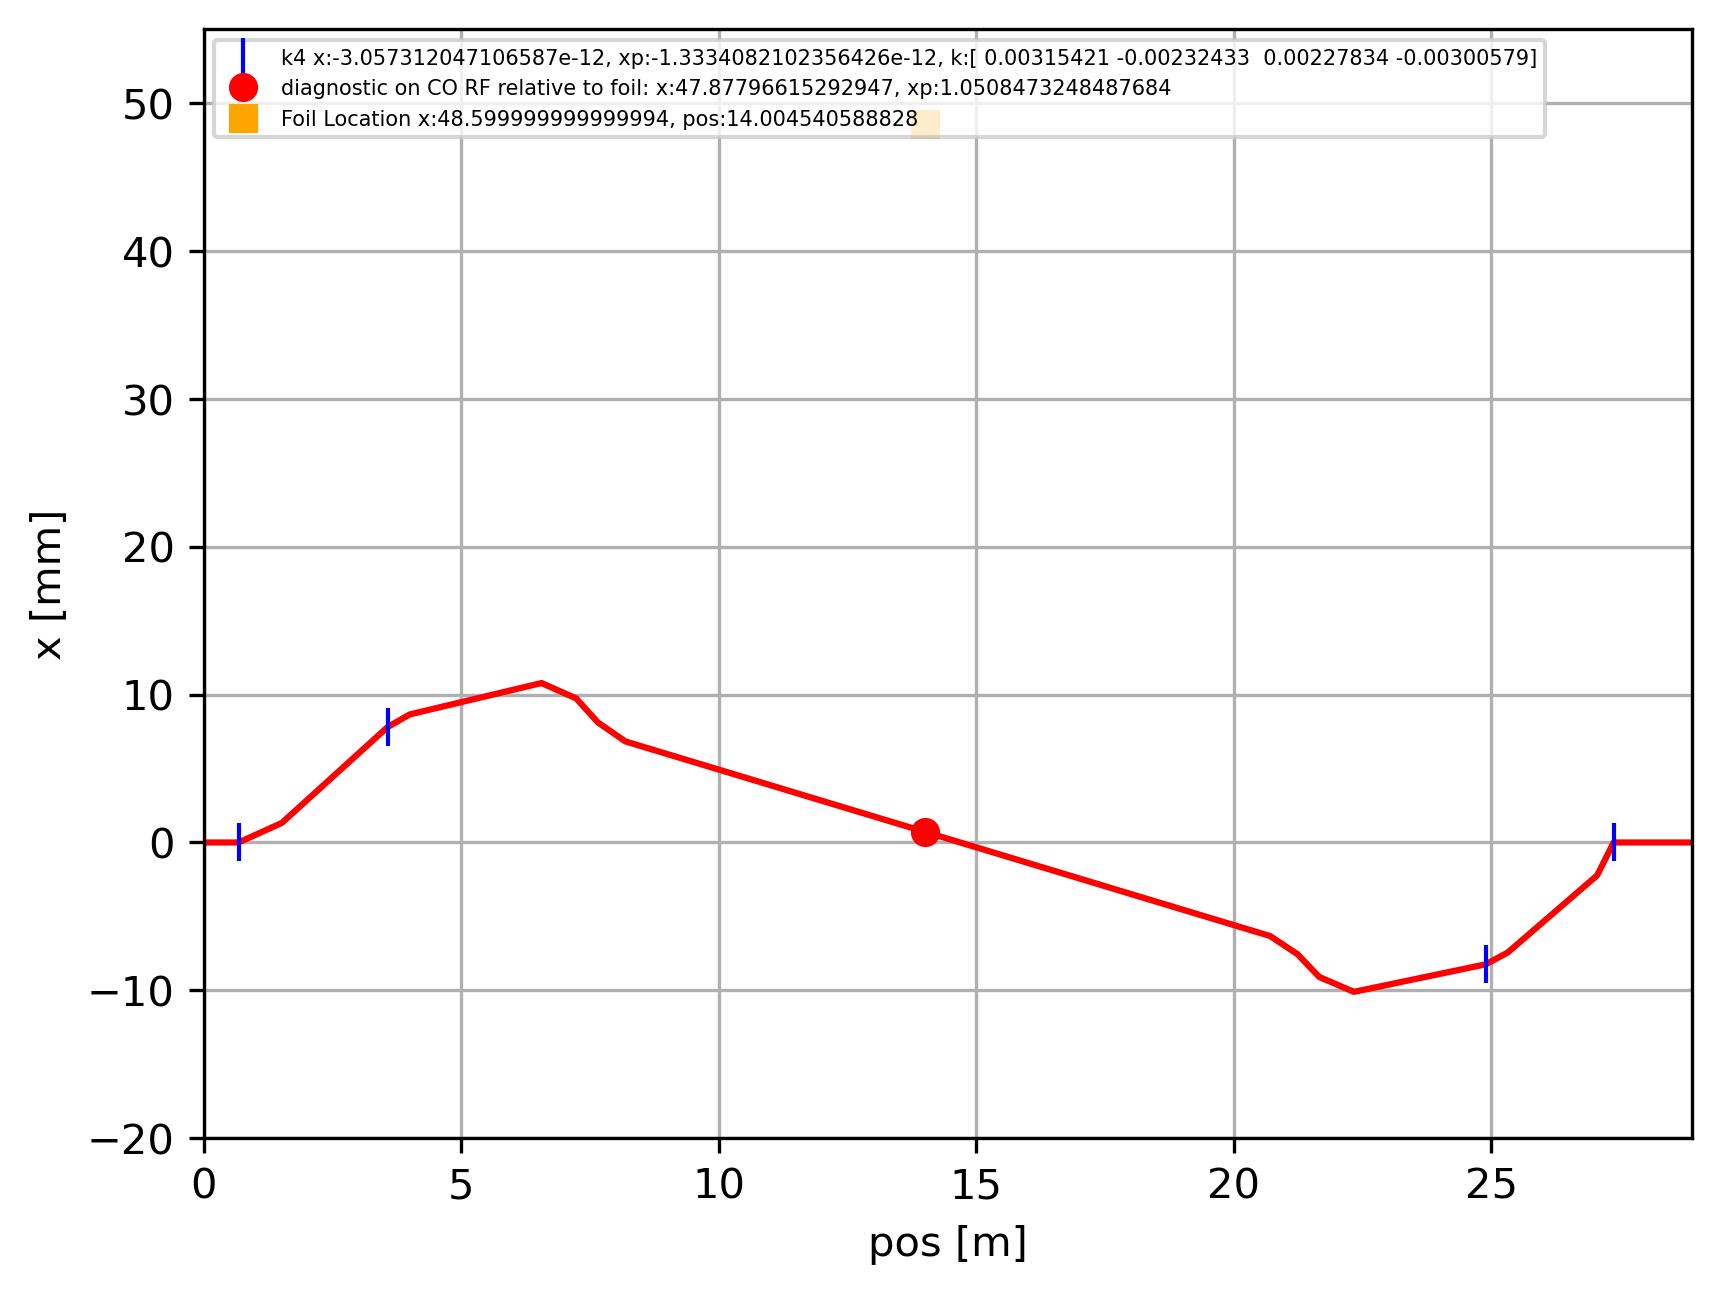 k4 x:-3.057312047106587e-12, xp:-1.3334082102356426e-12, k:[ 0.00315421 -0.00232433  0.00227834 -0.00300579]
diagnostic on CO RF relative to foil: x:47.87796615292947, xp:1.0508473248487684
Foil Location x:48.599999999999994, pos:14.004540588828
50
40
30
20
10
0
−10
−20
x [mm]
0 5 10 15 20 25
pos [m]